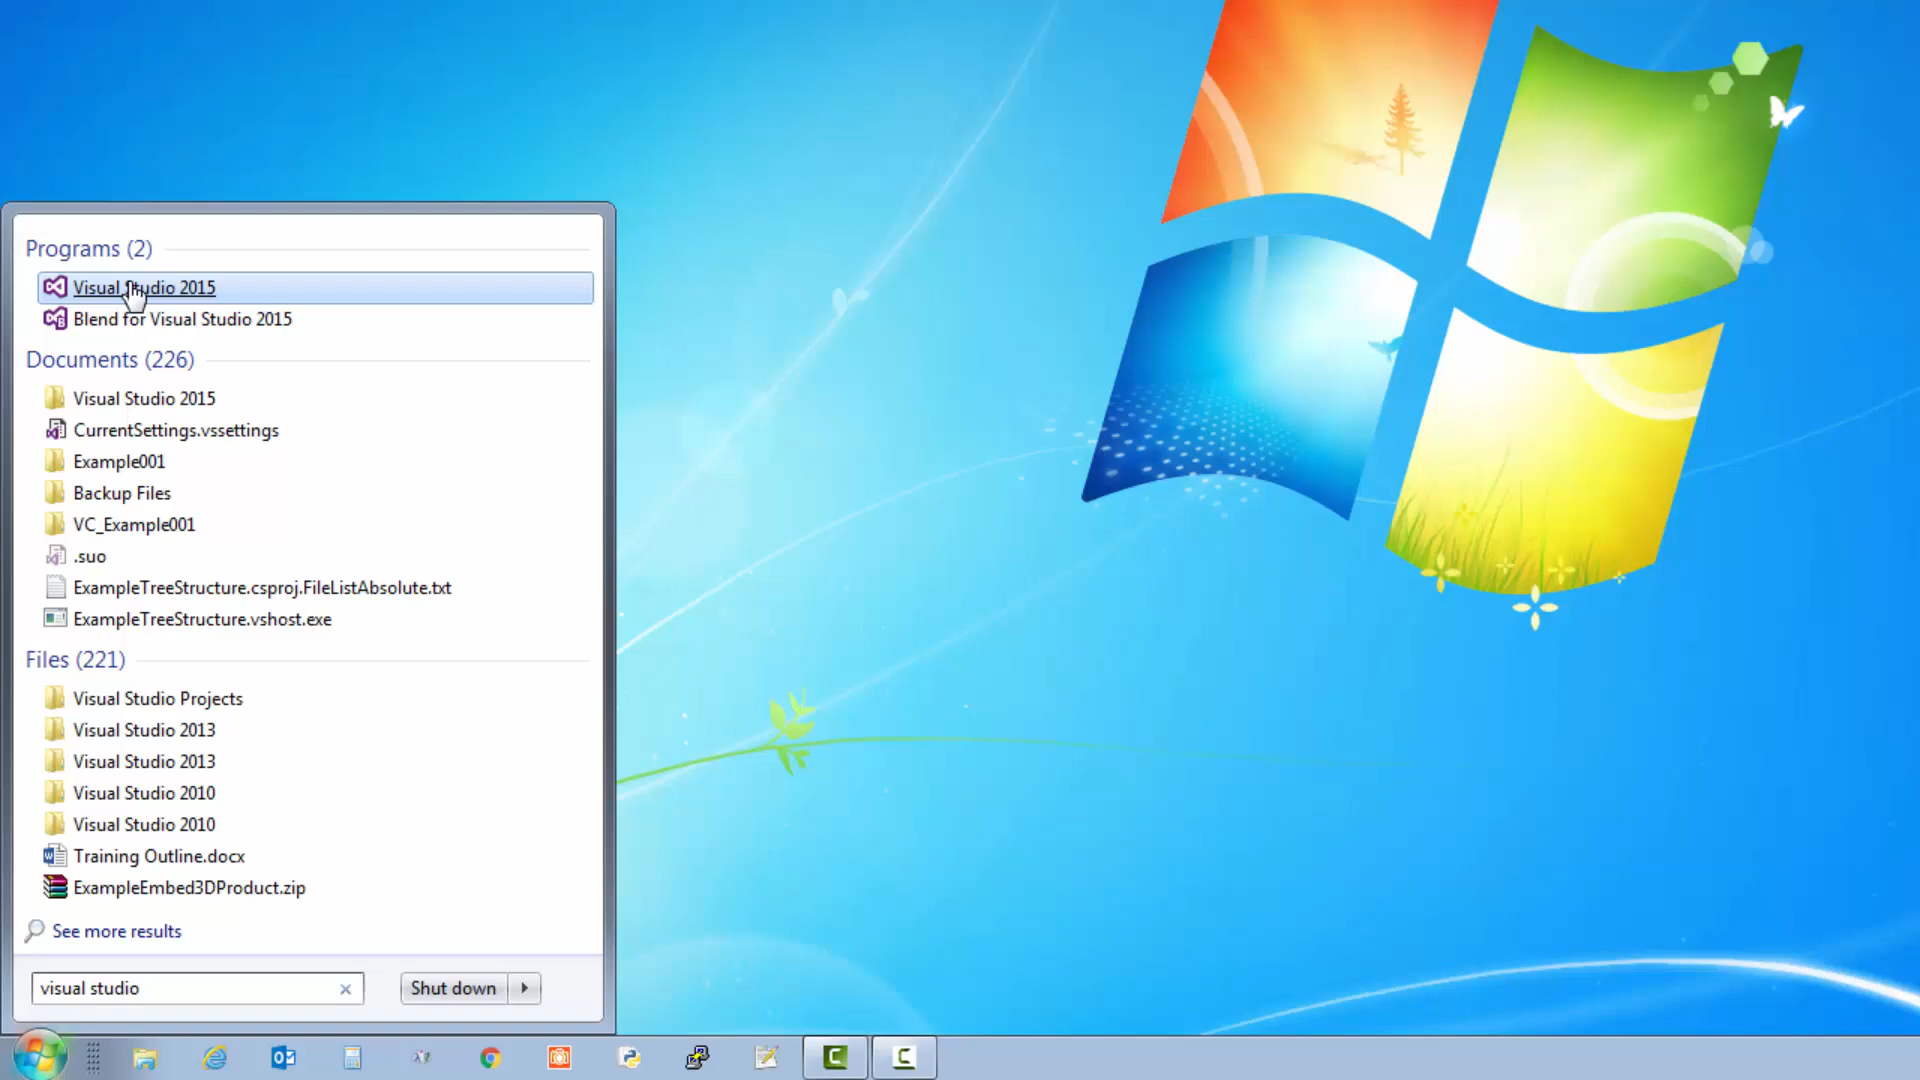 Programs (2)
Visual Studio 2015
Blend for Visual Studio 2015
Documents (226)
Visual Studio 2015
CurrentSettings.vssettings
Example001
Backup Files
VC_Example001
.suo
ExampleTreeStructure.csproj.FileListAbsolute.txt
ExampleTreeStructure.vshost.exe
Files (221)
Visual Studio Projects
Visual Studio 2013
Visual Studio 2013
Visual Studio 2010
Visual Studio 2010
Training Outline.docx
ExampleEmbed3DProduct.zip
See more results
visual studio
Shut down